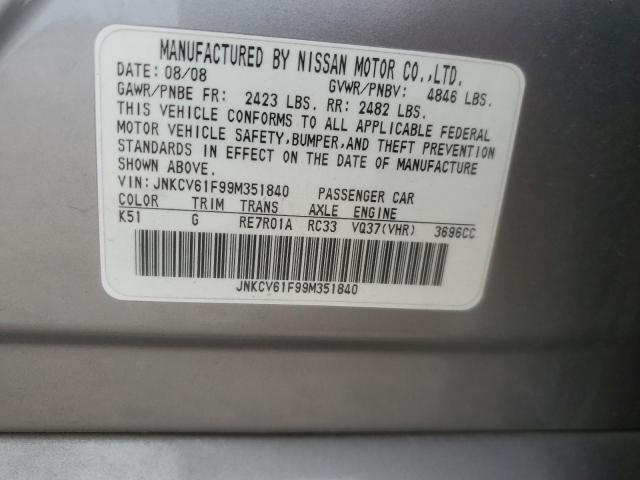 MANUFACTURED BY NISSAN MOTOR CO.,LTD.
DATE: 08/08 GVWR/PNBV: 4846 LBS.
GAWR/PNBE FR: 2423 LBS. RR: 2482 LBS.
THIS VEHICLE CONFORMS TO ALL APPLICABLE FEDERAL
MOTOR VEHICLE SAFETY,BUMPER,AND THEFT PREVENTION
STANDARDS IN EFFECT ON THE DATE OF MANUFACTURE
SHOWN ABOVE.
VIN: JNKCV61F99M351840 PASSENGER CAR
COLOR TRIM TRANS AXLE ENGINE
K51 G RE7R01A RC33 VQ37(VHR) 3696CC
JNKCV61F99M351840